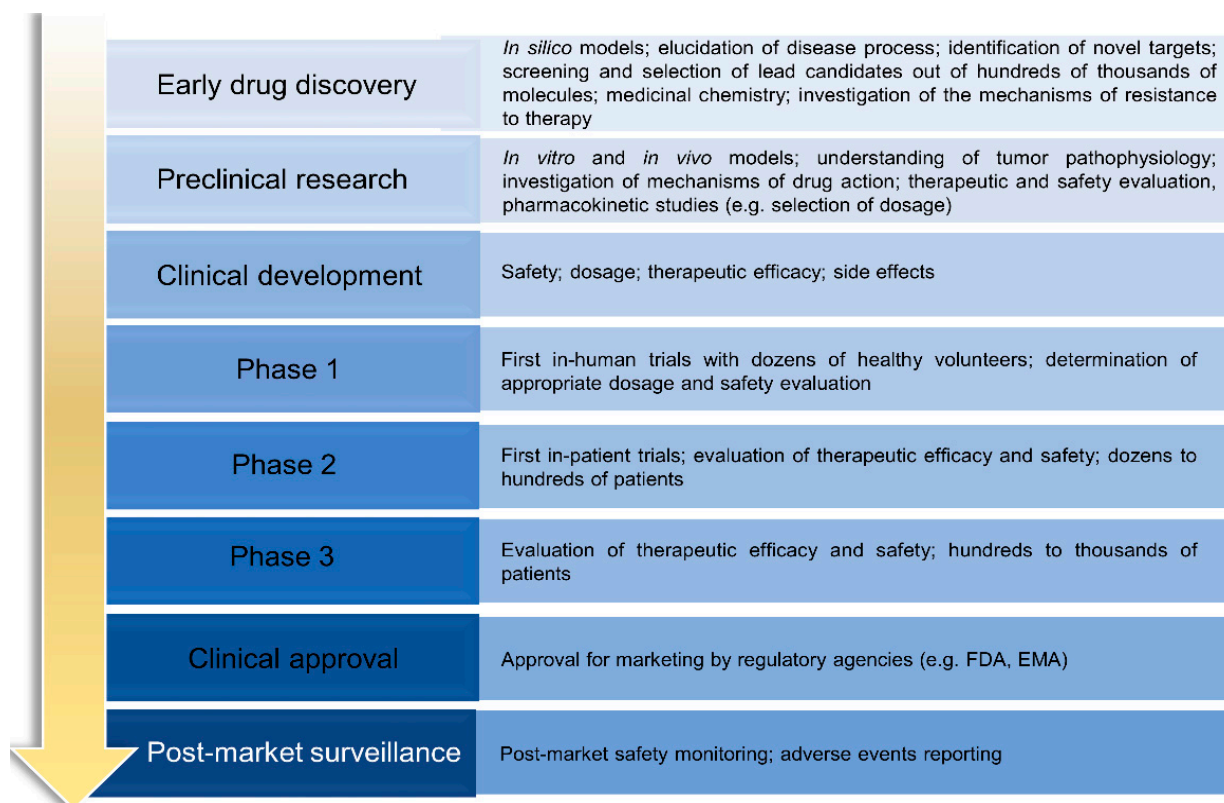 Early drug discovery
In silico models; elucidation of disease process; identification of novel targets;
screening and selection of lead candidates out of hundreds of thousands of
molecules; medicinal chemistry; investigation of the mechanisms of resistance
to therapy
Preclinical research
In vitro and in vivo models; understanding of tumor pathophysiology;
investigation of mechanisms of drug action; therapeutic and safety evaluation,
pharmacokinetic studies (e.g. selection of dosage)
Clinical development
Safety; dosage; therapeutic efficacy; side effects
Phase 1
First in-human trials with dozens of healthy volunteers; determination of
appropriate dosage and safety evaluation
Phase 2
First in-patient trials; evaluation of therapeutic efficacy and safety; dozens to
hundreds of patients
Phase 3
Evaluation of therapeutic efficacy and safety; hundreds to thousands of
patients
Clinical approval
Approval for marketing by regulatory agencies (e.g. FDA, EMA)
Post-market surveillance
Post-market safety monitoring; adverse events reporting